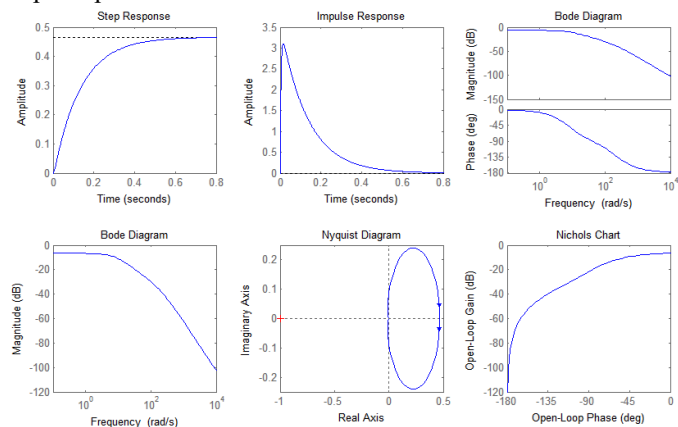 Step Response
0.5
0.4
0.3
0.2
0.1
0
0 0.2 0.4 0.6 0.8
Amplitude
Time (seconds)
Impulse Response
3.5
3
2.5
2
1.5
1
0.5
0
0 0.2 0.4 0.6 0.8
Amplitude
Time (seconds)
Bode Diagram
0
-50
-100
-150
Magnitude (dB)
0
-45
-90
-135
-180
Phase (deg)
10^0 10^2 10^4
Frequency (rad/s)
Bode Diagram
0
-20
-40
-60
-80
-100
-120
Magnitude (dB)
10^0 10^2 10^4
Frequency (rad/s)
Nyquist Diagram
0.2
0.1
0
-0.1
-0.2
-1 -0.5 0 0.5
Imaginary Axis
Real Axis
Nichols Chart
0
-20
-40
-60
-80
-100
-120
-180 -135 -90 -45 0
Open-Loop Gain (dB)
Open-Loop Phase (deg)